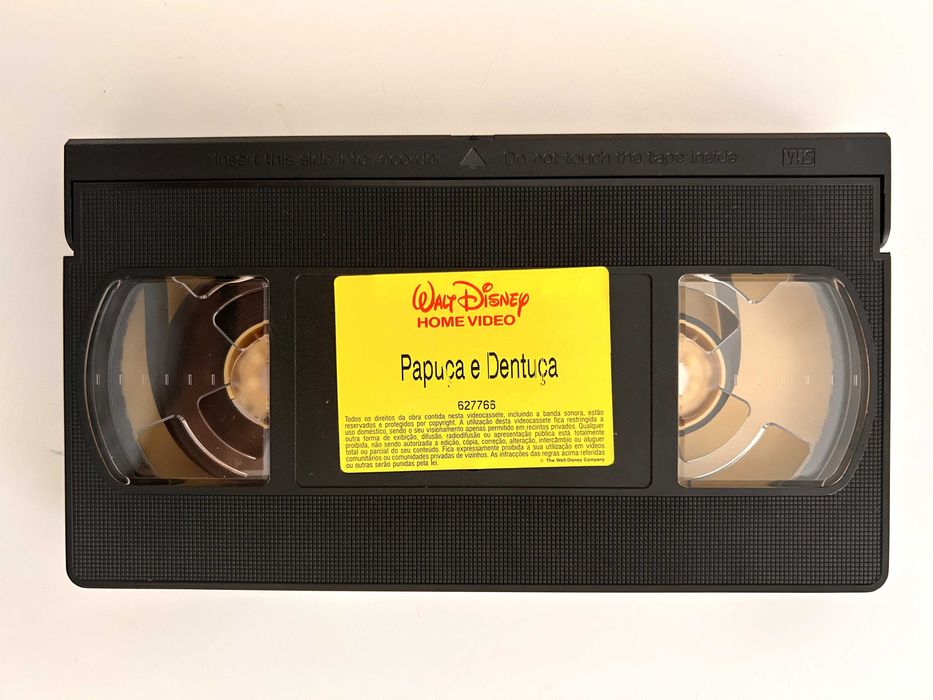 Insert this side into recorder Do not touch the tape inside VHS
WALT DISNEY
HOME VIDEO
Papuça e Dentuça
627766
Todos os direitos da obra contida nesta videocassete, incluindo a banda sonora, estão
reservados e protegidos por copyright. A utilização desta videocassete fica restringida a
uso doméstico, sendo o seu visionamento apenas permitido em recintos privados. Qualquer
outra forma de exibição, difusão, radiodifusão ou apresentação pública está totalmente
proibida, não sendo autorizada a edição, cópia, correção, alteração, intercâmbio ou aluguer
total ou parcial do seu conteúdo. Fica expressamente proibida a sua utilização em vídeos
comunitários ou comunidades privadas de vizinhos. As infracções das regras acima referidas
ou outras serão punidas pela lei.
© The Walt Disney Company